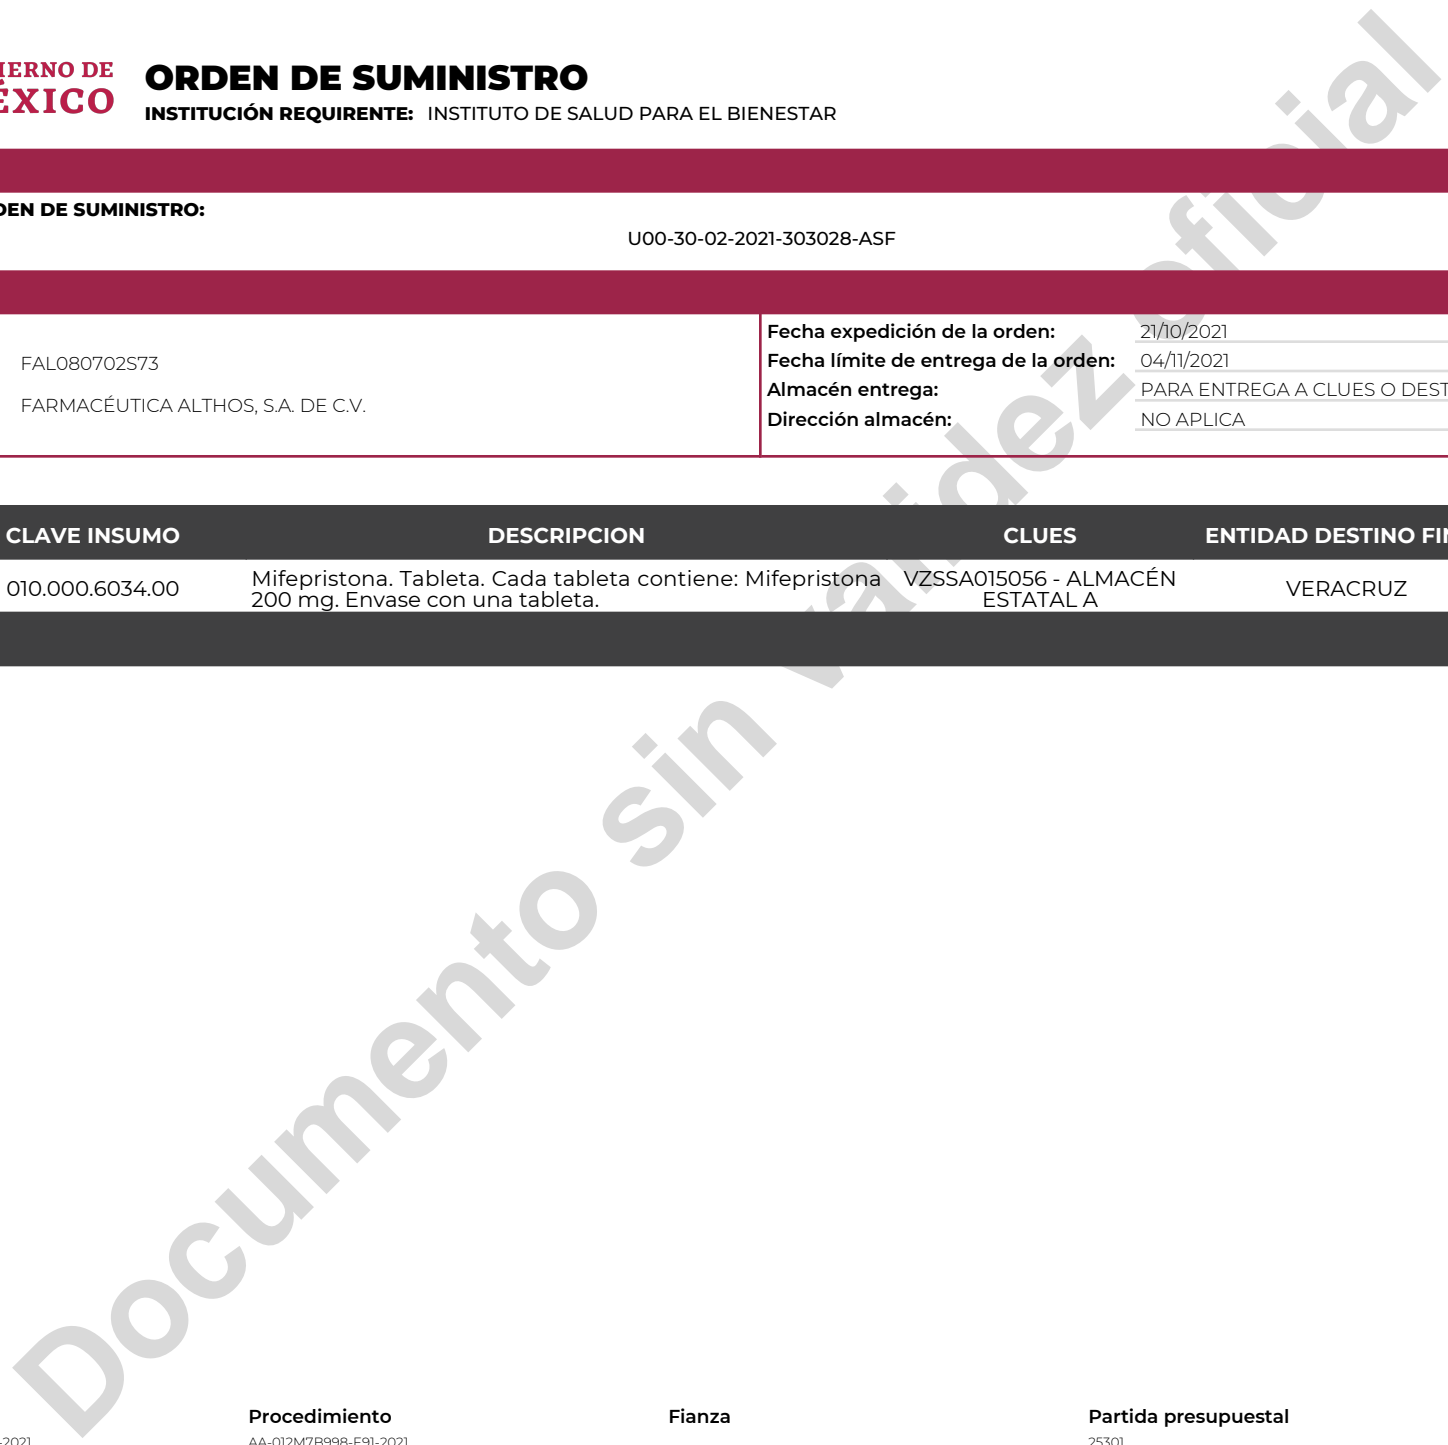 ORDEN DE SUMINISTRO
INSTITUCIÓN REQUIRENTE: INSTITUTO DE SALUD PARA EL BIENESTAR
IERNO DE
ÉXICO
DEN DE SUMINISTRO:
U00-30-02-2021-303028-ASF
FAL080702S73
FARMACÉUTICA ALTHOS, S.A. DE C.V.
Fecha expedición de la orden: 21/10/2021
Fecha límite de entrega de la orden: 04/11/2021
Almacén entrega: PARA ENTREGA A CLUES O DEST
Dirección almacén: NO APLICA
CLAVE INSUMO DESCRIPCION CLUES ENTIDAD DESTINO FIN
010.000.6034.00 Mifepristona. Tableta. Cada tableta contiene: Mifepristona 200 mg. Envase con una tableta. VZSSA015056 - ALMACÉN ESTATAL A VERACRUZ
Documento sin validez oficial
Procedimiento Fianza Partida presupuestal
-2021 AA-012M7B998-E91-2021 25301